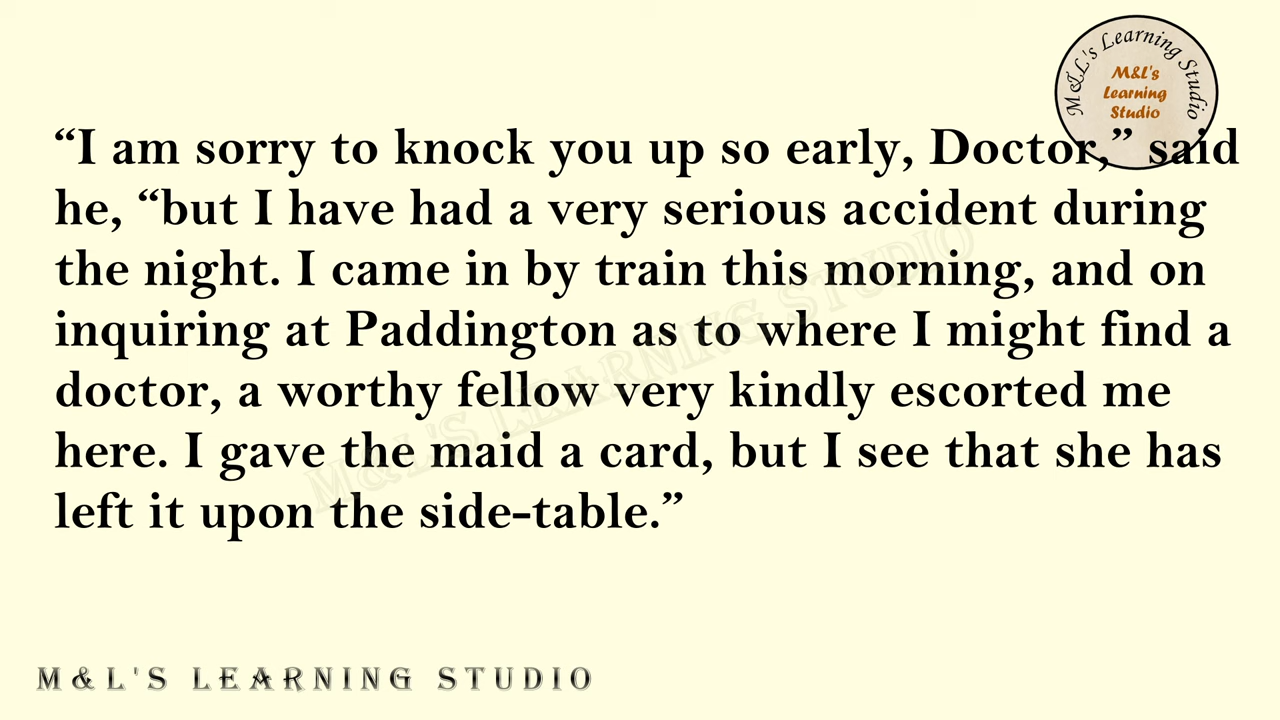 M&L's Learning Studio
M&L's
Learning
Studio
“I am sorry to knock you up so early, Doctor,” said
he, “but I have had a very serious accident during
the night. I came in by train this morning, and on
inquiring at Paddington as to where I might find a
doctor, a worthy fellow very kindly escorted me
here. I gave the maid a card, but I see that she has
left it upon the side-table.”
M&L'S LEARNING STUDIO
M&L'S LEARNING STUDIO